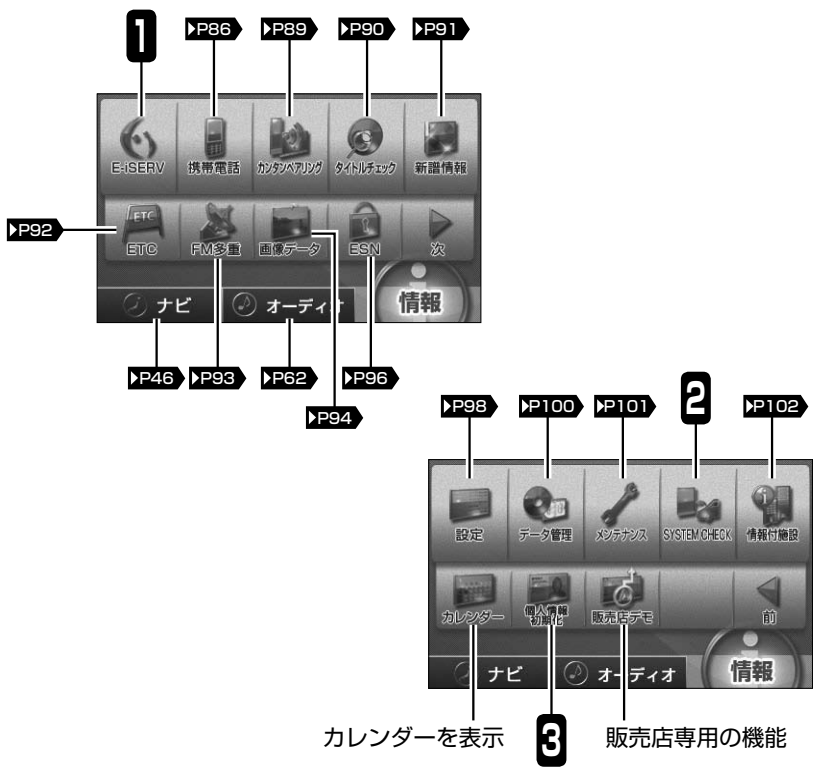 1 P86 P89 P90 P91
E-iSERV 携帯電話 カンタンペアリング タイトルチェック 新譜情報
P92
ETC
ETC FM多重 画像データ ESN 次
ナビ オーディオ 情報
P46 P93 P62 P96
P94
P98 P100 P101 2 P102
設定 データ管理 メンテナンス SYSTEM CHECK 情報付施設
カレンダー 個人情報 販売店デモ 前
初期化
ナビ オーディオ 情報
カレンダーを表示 3 販売店専用の機能